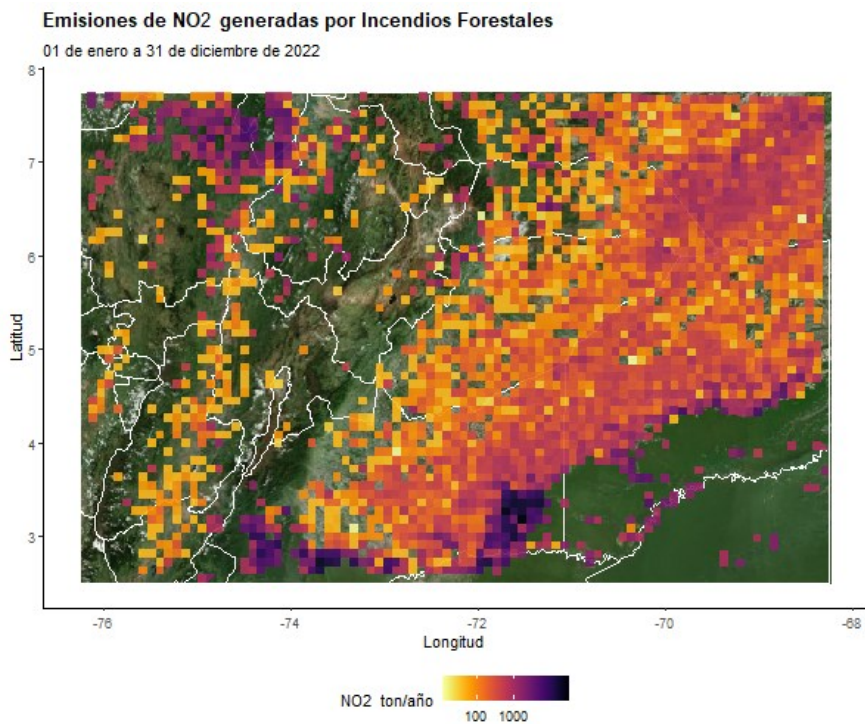 Emisiones de NO2 generadas por Incendios Forestales
01 de enero a 31 de diciembre de 2022
8
7
6
5
4
3
Latitud
-76 -74 -72 -70 -68
Longitud
NO2 ton/año
100 1000